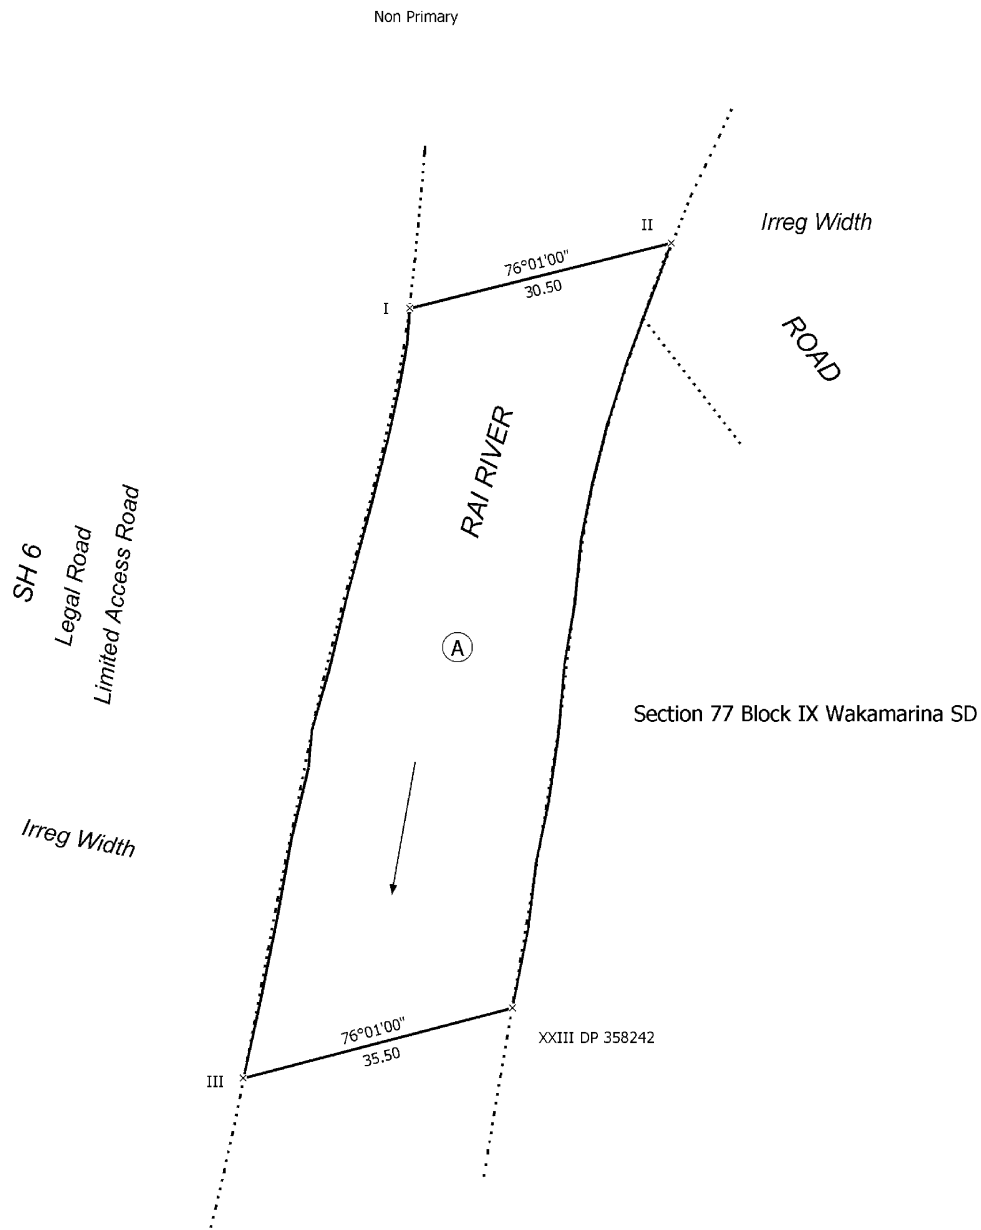 Non Primary
II
Irreg Width
76°01'00"
30.50
I
ROAD
RAI RIVER
SH 6
Legal Road
Limited Access Road
A
Section 77 Block IX Wakamarina SD
Irreg Width
76°01'00"
35.50
XXIII DP 358242
III